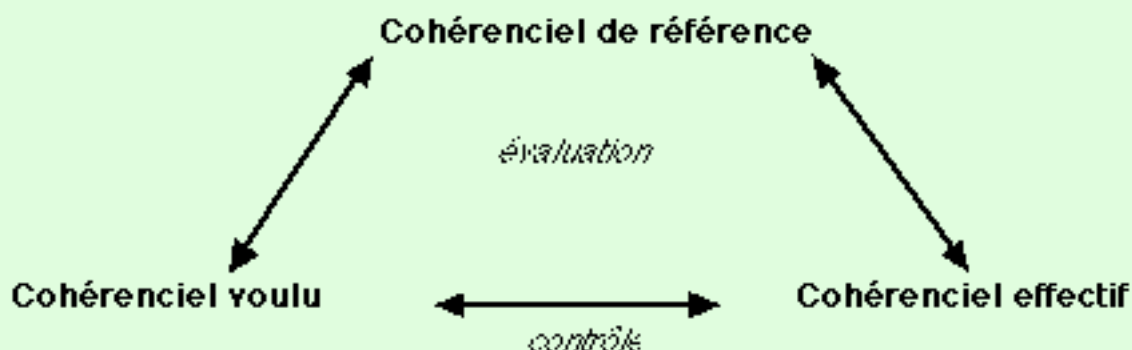 Cohérenciel de référence
évaluation
Cohérenciel voulu
Cohérenciel effectif
contrôle